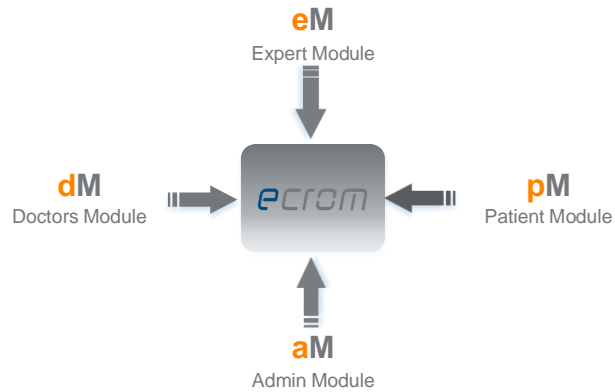 eM
Expert Module
dM
Doctors Module
ecrom
pM
Patient Module
aM
Admin Module